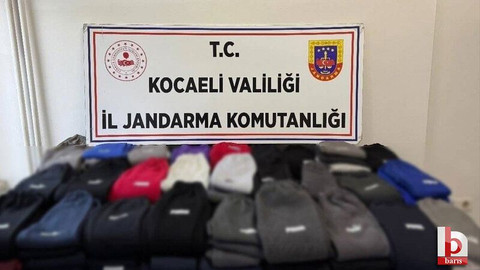 T.C.
KOCAELİ VALİLİĞİ
İL JANDARMA KOMUTANLIĞI
b
barış